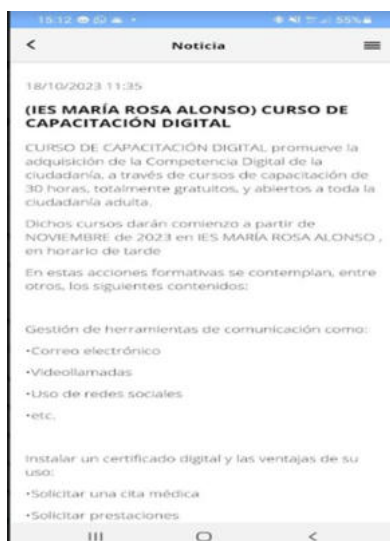 15:12
55%
Noticia
18/10/2023 11:35
(IES MARÍA ROSA ALONSO) CURSO DE
CAPACITACIÓN DIGITAL
CURSO DE CAPACITACIÓN DIGITAL promueve la
adquisición de la Competencia Digital de la
ciudadanía, a través de cursos de capacitación de
30 horas, totalmente gratuitos, y abiertos a toda la
ciudadanía adulta.
Dichos cursos darán comienzo a partir de
NOVIEMBRE de 2023 en IES MARÍA ROSA ALONSO ,
en horario de tarde
En estas acciones formativas se contemplan, entre
otros, los siguientes contenidos:
Gestión de herramientas de comunicación como:
•Correo electrónico
•Videollamadas
•Uso de redes sociales
•etc.
Instalar un certificado digital y las ventajas de su
uso:
•Solicitar una cita médica
•Solicitar prestaciones